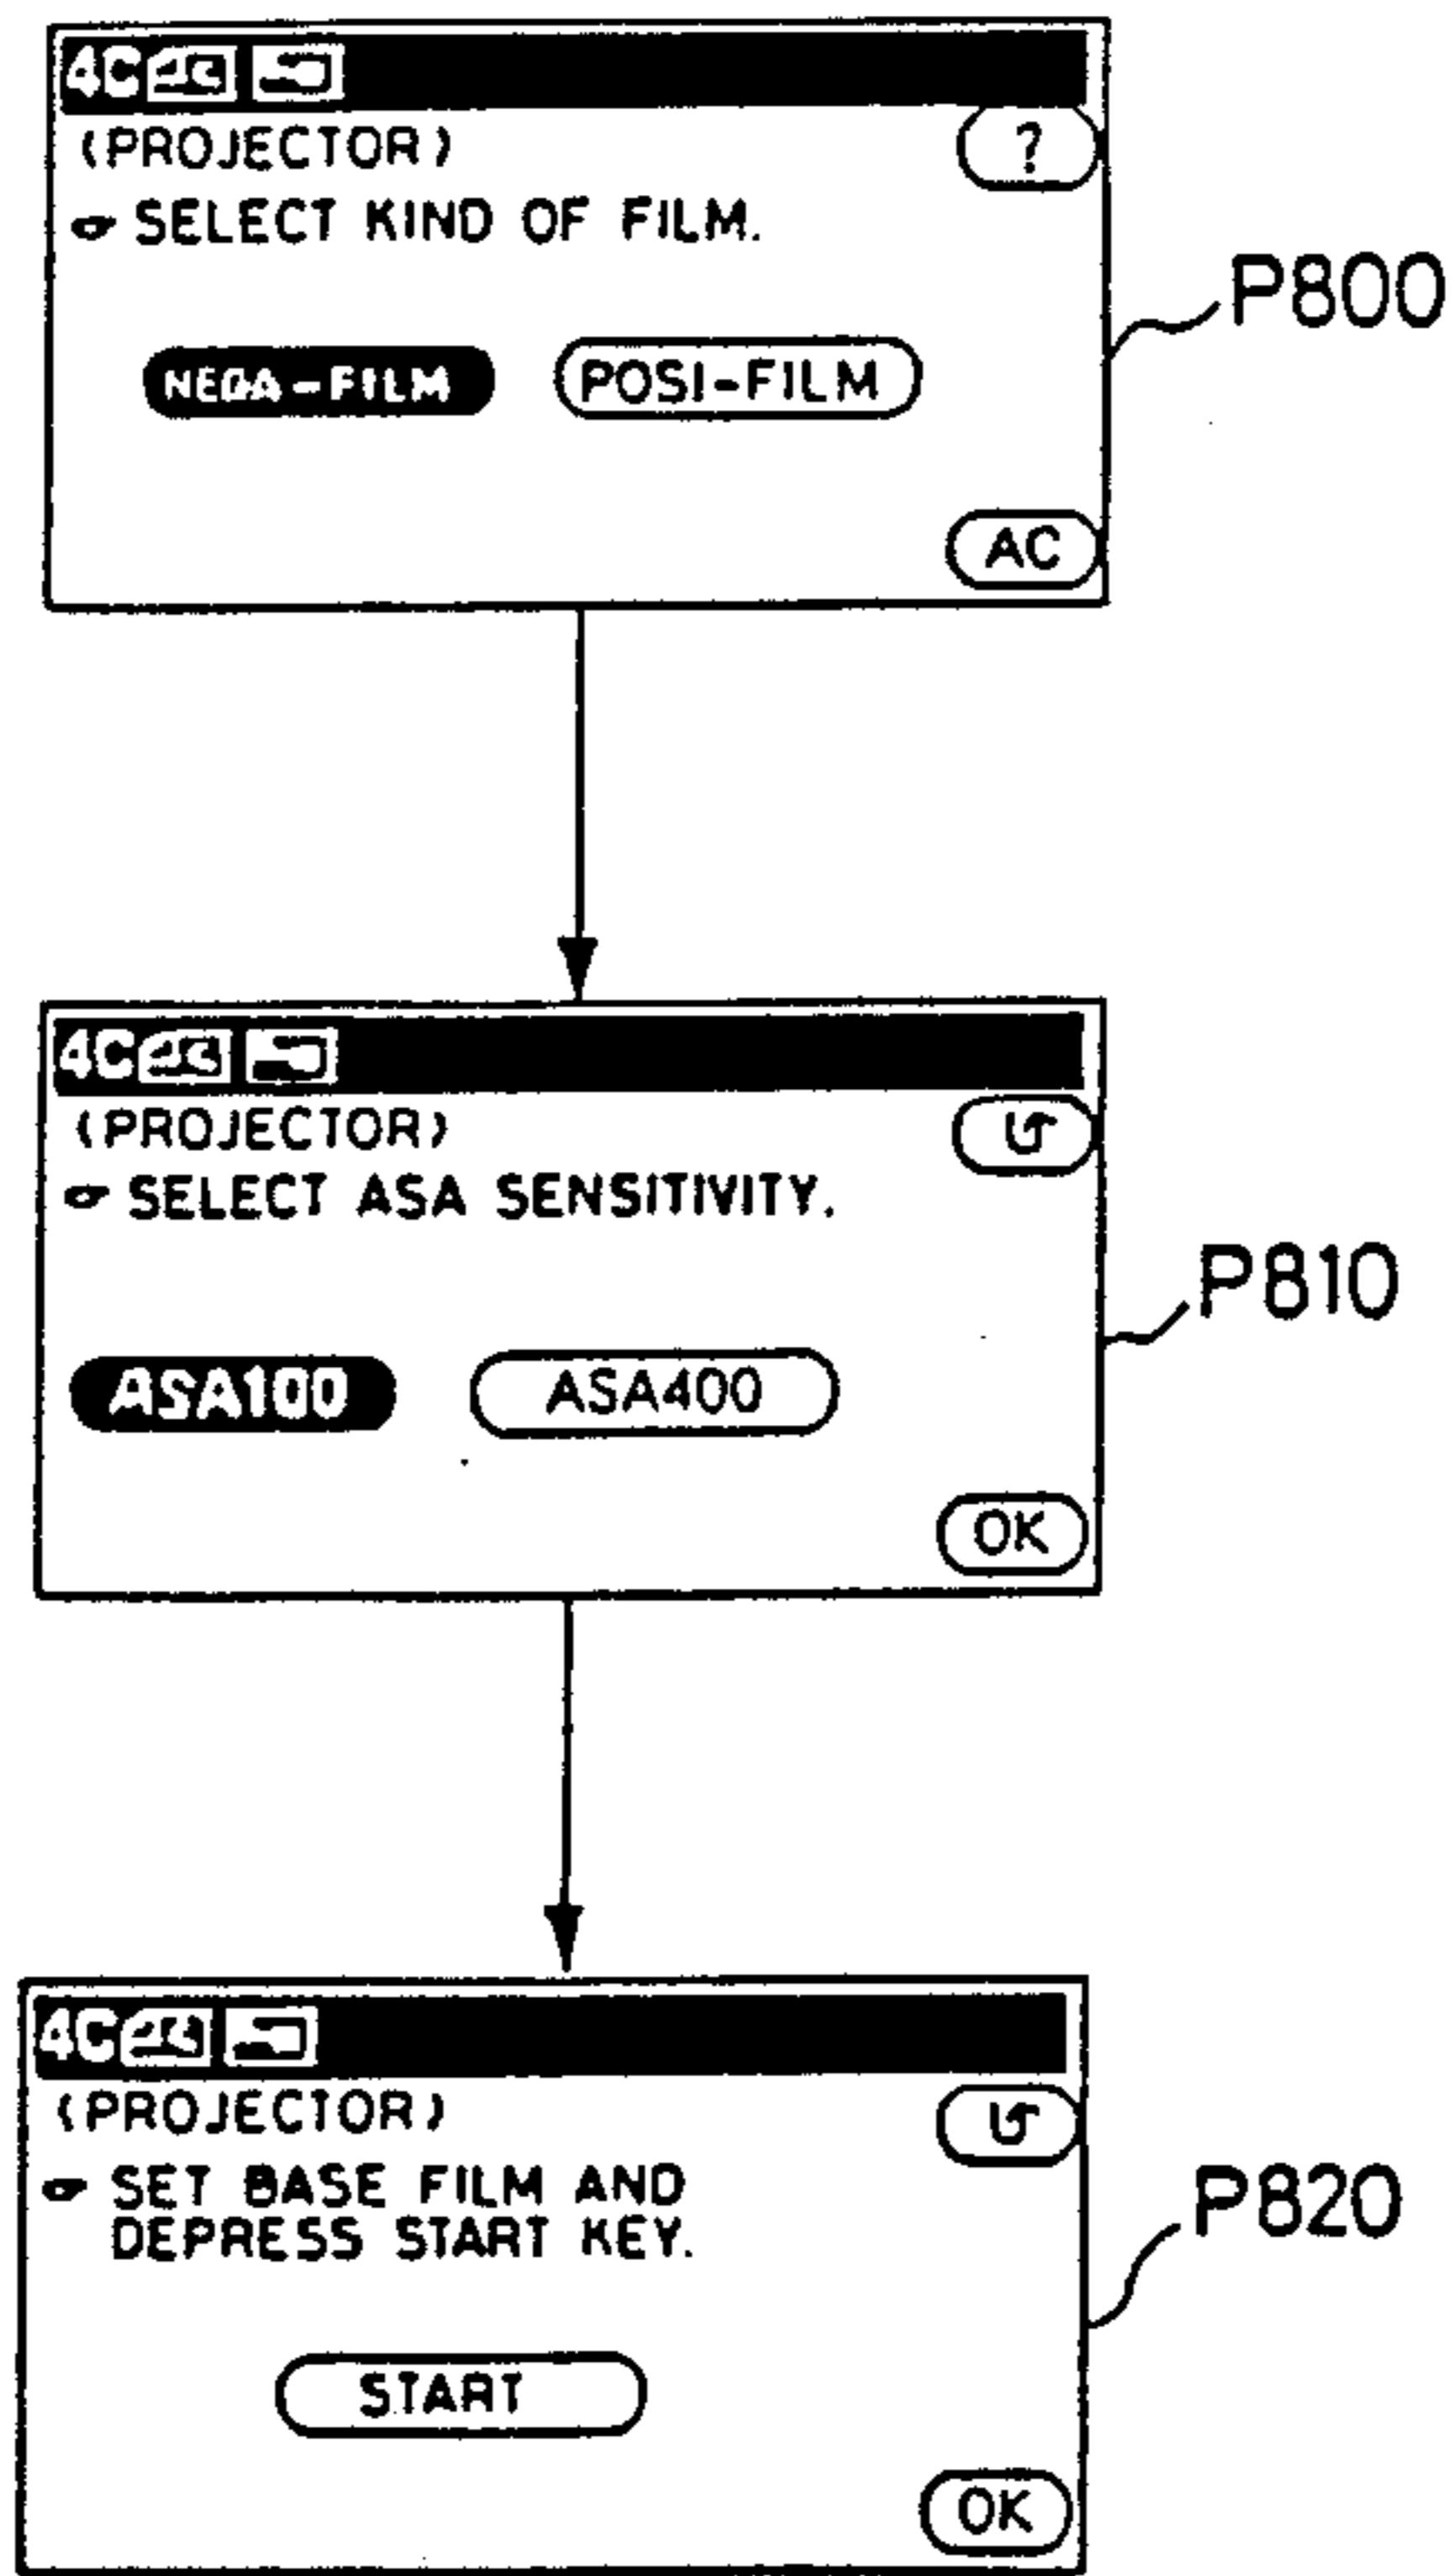 4C
(PROJECTOR)
?
SELECT KIND OF FILM.
P800
NEGA-FILM POSI-FILM
AC
4C
(PROJECTOR)
SELECT ASA SENSITIVITY.
P810
ASA100 ASA400
OK
4C
(PROJECTOR)
SET BASE FILM AND
DEPRESS START KEY.
P820
START
OK